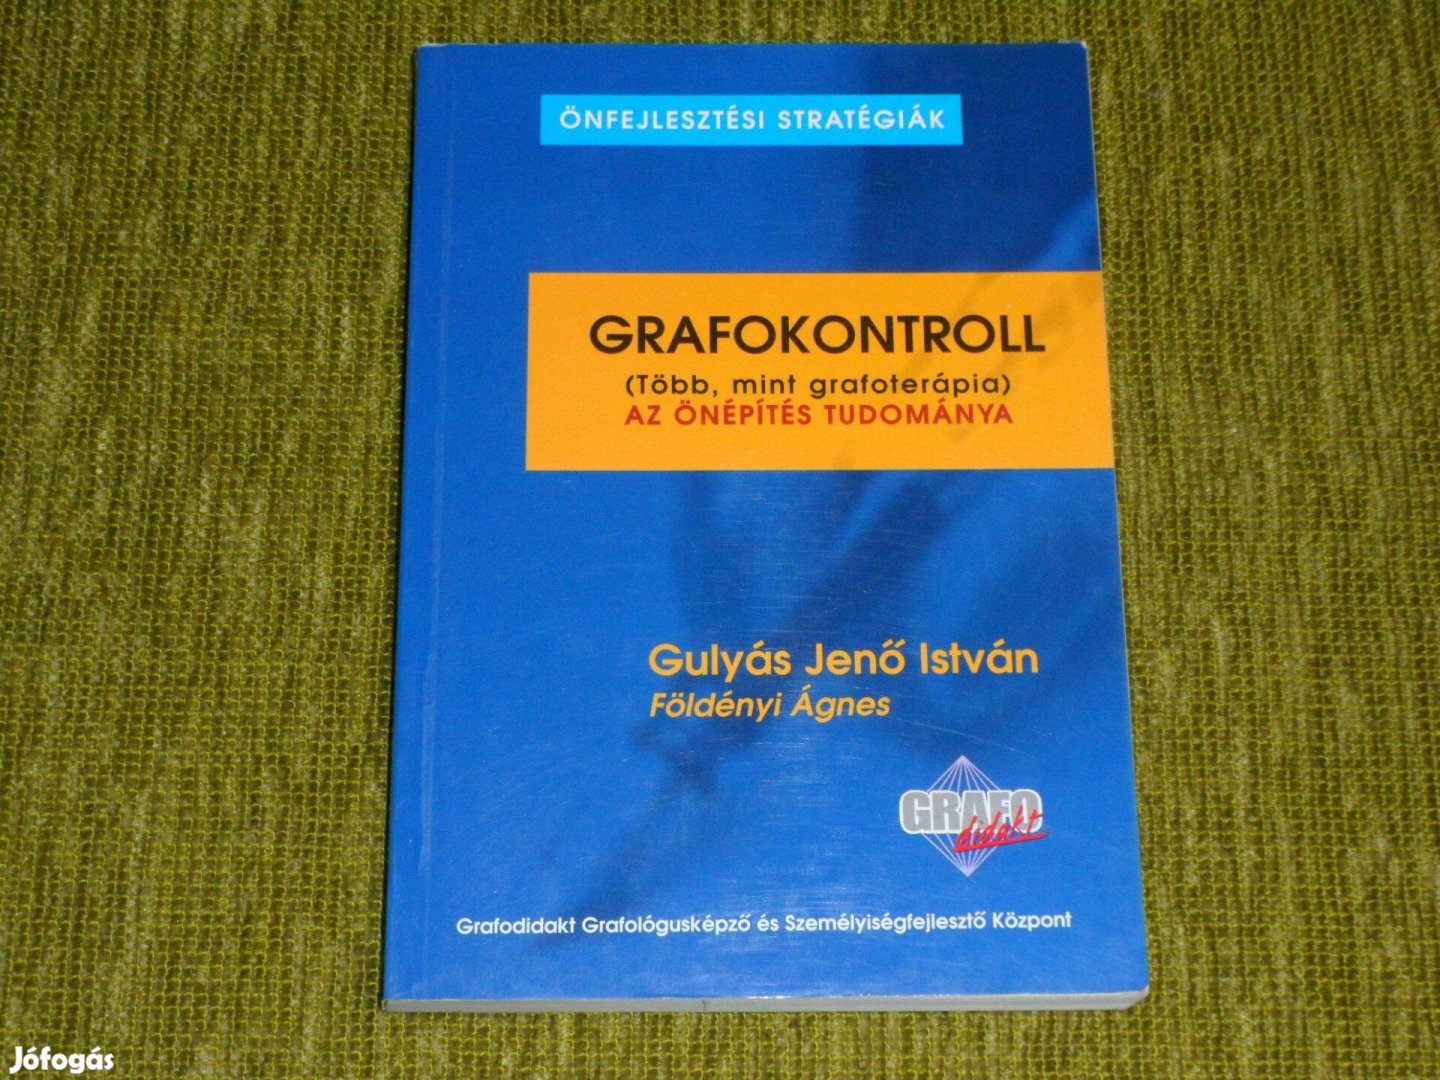 ÖNFEJLESZTÉSI STRATÉGIÁK
GRAFOKONTROLL
(Több, mint grafoterápia)
AZ ÖNÉPÍTÉS TUDOMÁNYA
Gulyás Jenő István
Földényi Ágnes
GRAFO
didakt
Grafodidakt Grafológusképző és Személyiségfejlesztő Központ
Jófogás